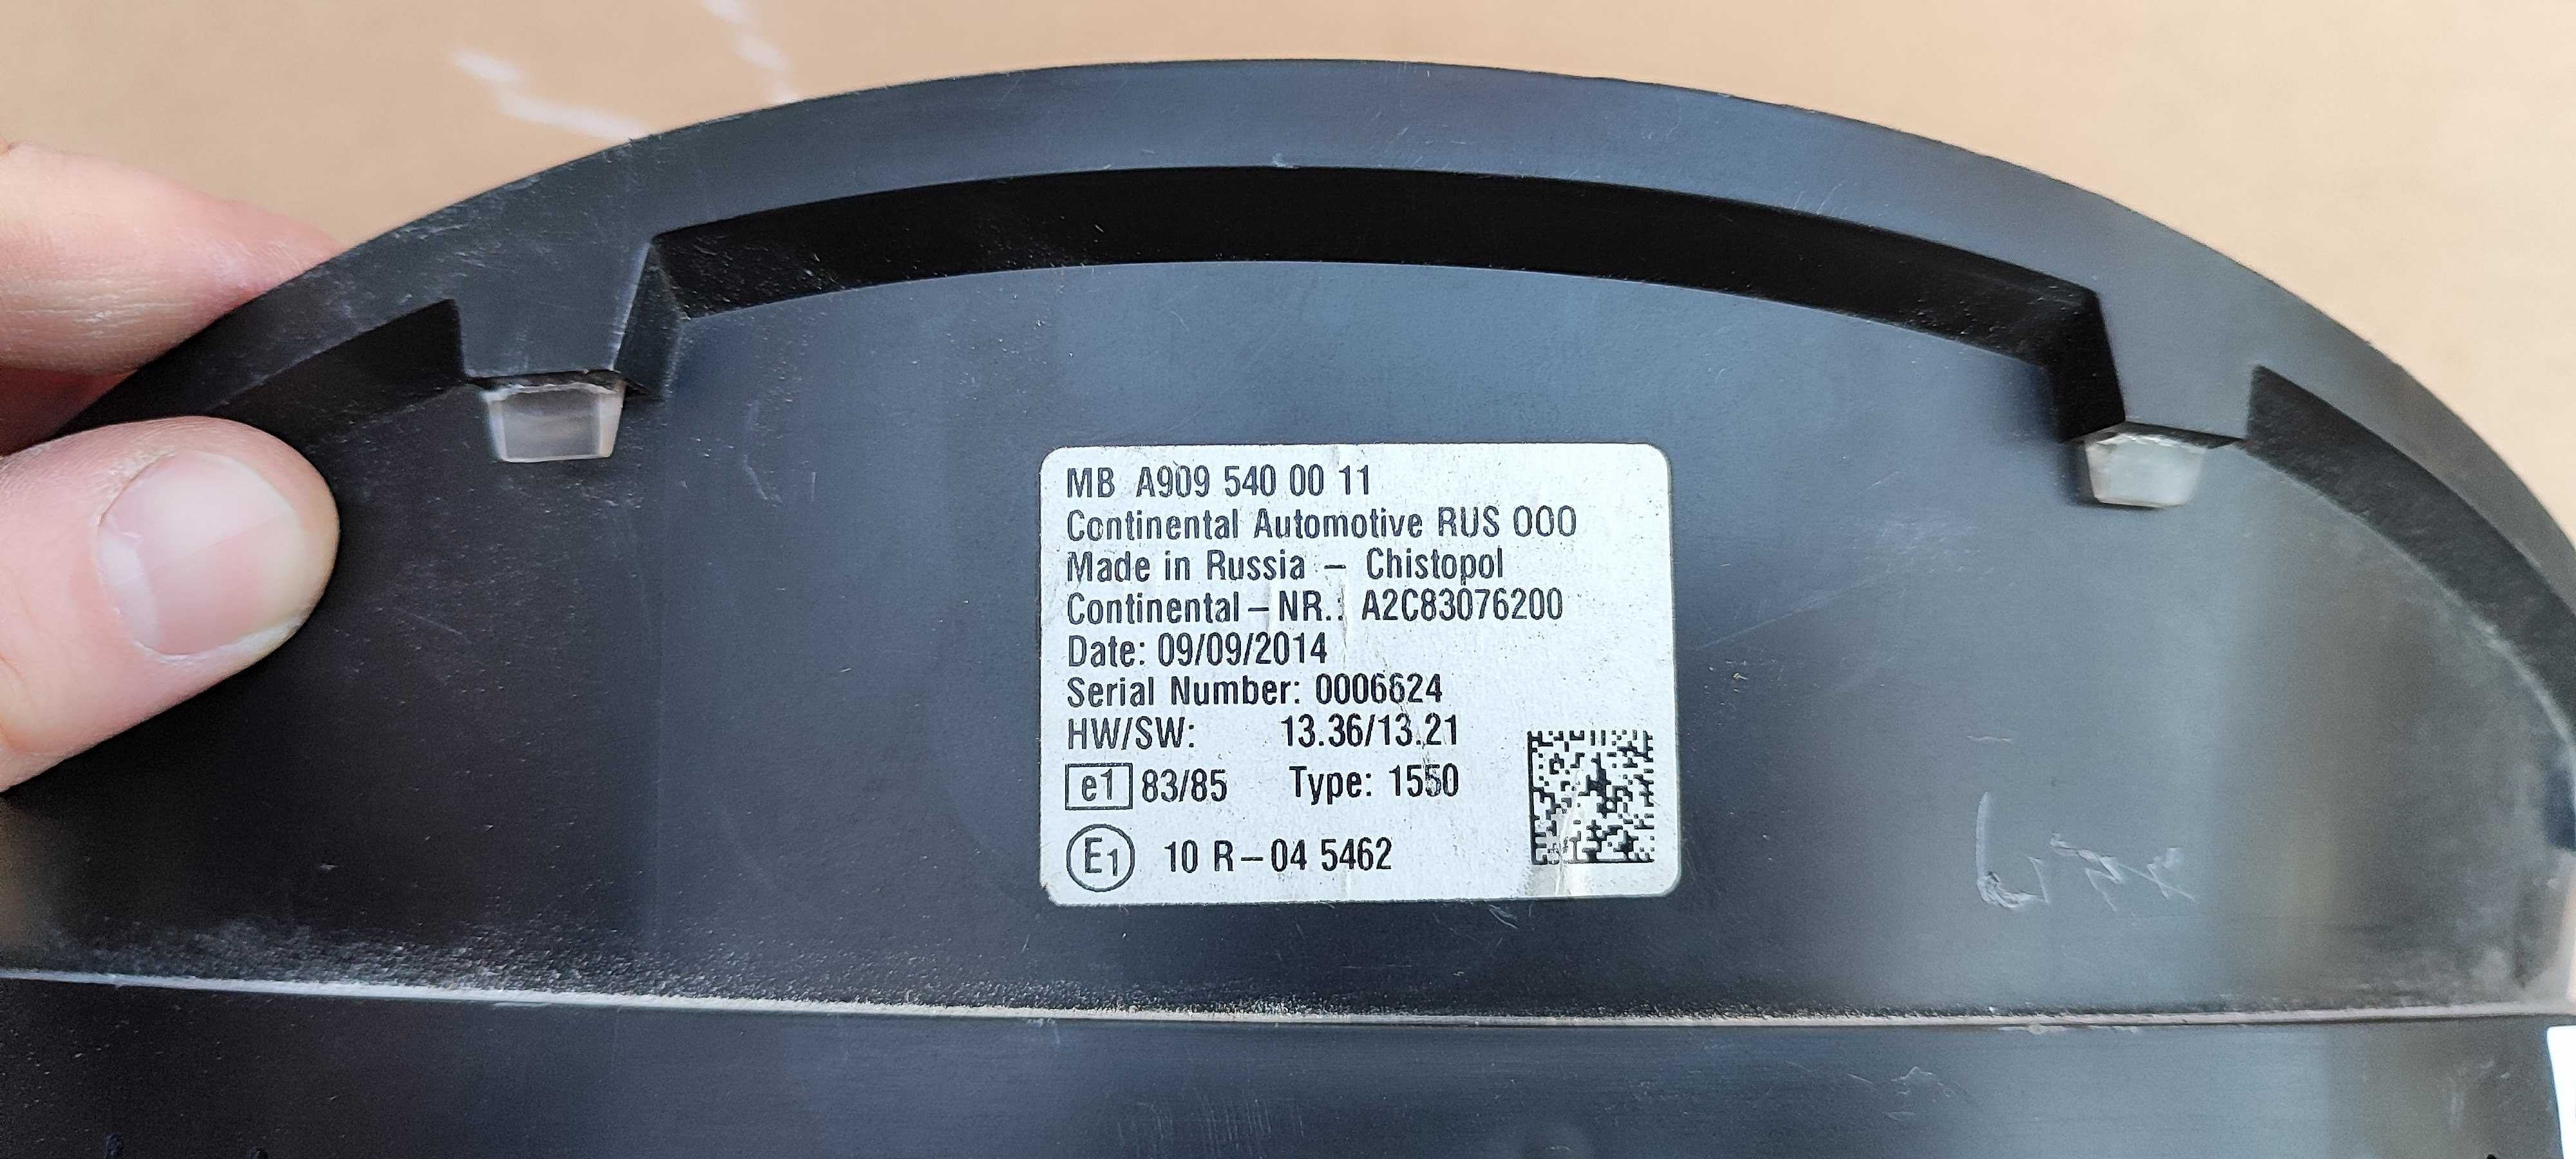 MB A909 540 00 11
Continental Automotive RUS OOO
Made in Russia – Chistopol
Continental–NR.: A2C83076200
Date: 09/09/2014
Serial Number: 0006624
HW/SW: 13.36/13.21
e1 83/85 Type: 1550
E1 10 R–04 5462